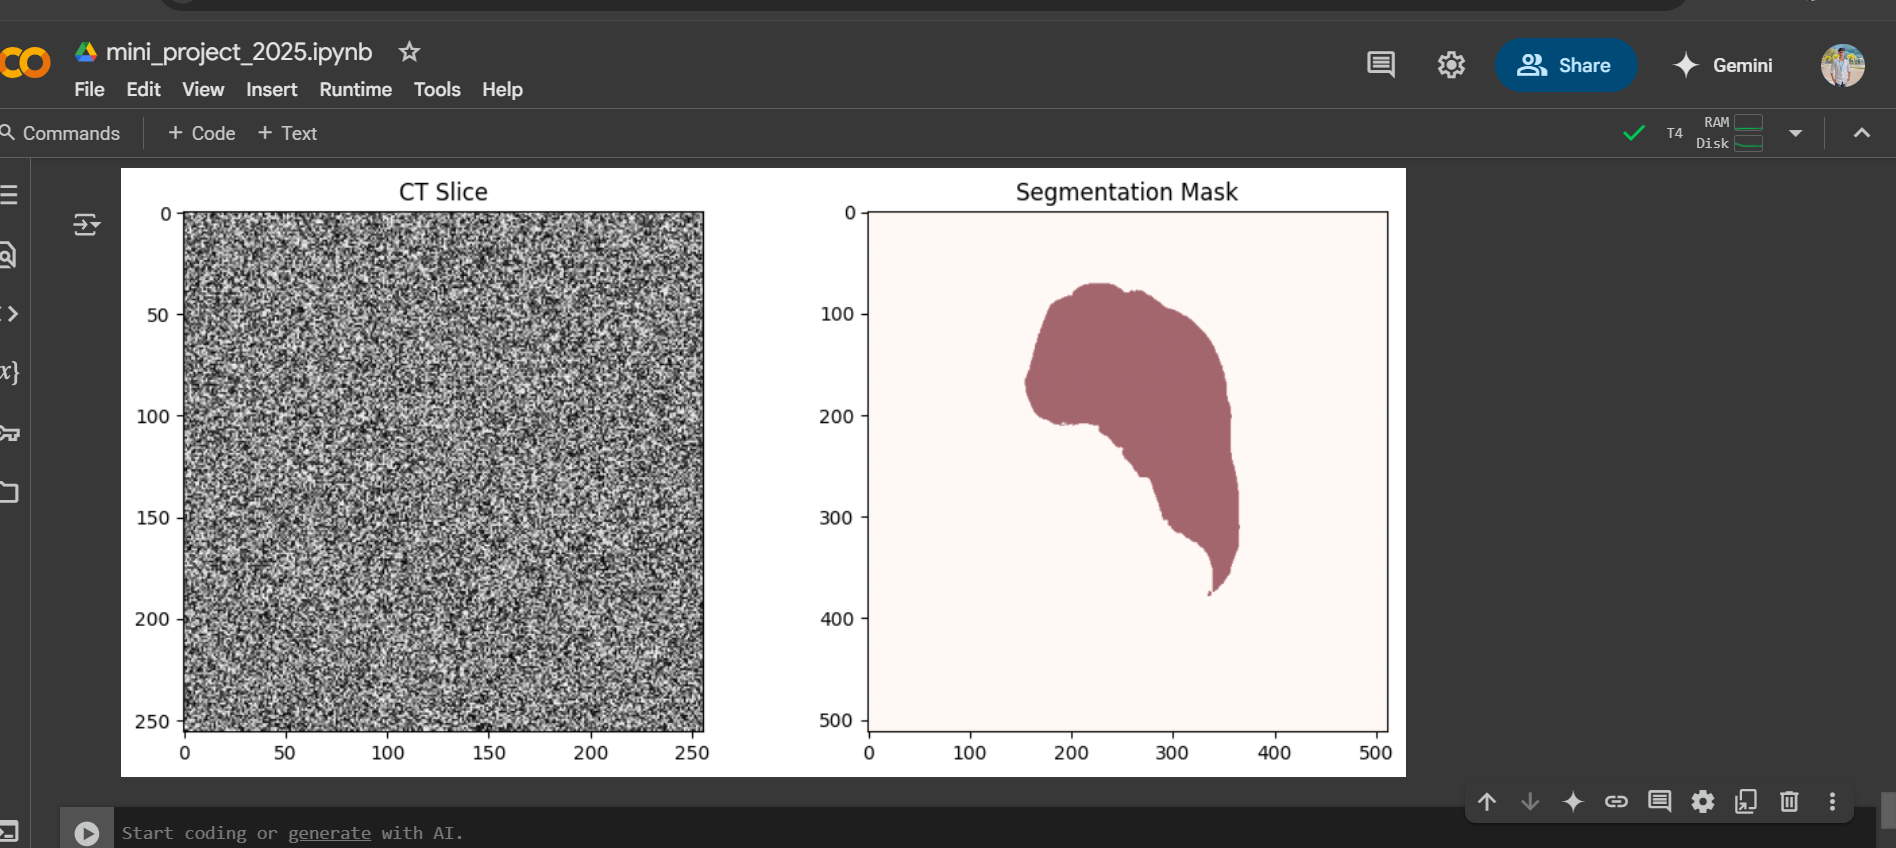 mini_project_2025.ipynb
File Edit View Insert Runtime Tools Help
Share
Gemini
Commands
+ Code + Text
T4
RAM
Disk
CT Slice
0
50
100
150
200
250
0 50 100 150 200 250
Segmentation Mask
0
100
200
300
400
500
0 100 200 300 400 500
Start coding or generate with AI.